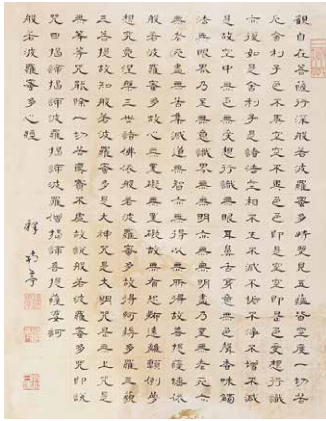 觀自在菩薩行深般若波羅蜜多時照見五蘊皆空度一切苦
厄舍利子色不異空空不異色色即是空空即是色受想行識
亦復如是舍利子是諸法空相不生不滅不垢不淨不增不減
是故空中無色無受想行識無眼耳鼻舌身意無色聲香味觸
法無眼界乃至無意識界無無明亦無無明盡乃至無老死亦
無老死盡無苦集滅道無智亦無得以無所得故菩提薩埵依
般若波羅蜜多故心無罣礙無罣礙故無有恐怖遠離顛倒夢
想究竟涅槃三世諸佛依般若波羅蜜多故得阿耨多羅三藐
三菩提故知般若波羅蜜多是大神咒是大明咒是無上咒是
無等等咒能除一切苦真實不虛故說般若波羅蜜多咒即說
咒曰揭諦揭諦波羅揭諦波羅僧揭諦菩提薩婆訶
般若波羅蜜多心經
釋南亭